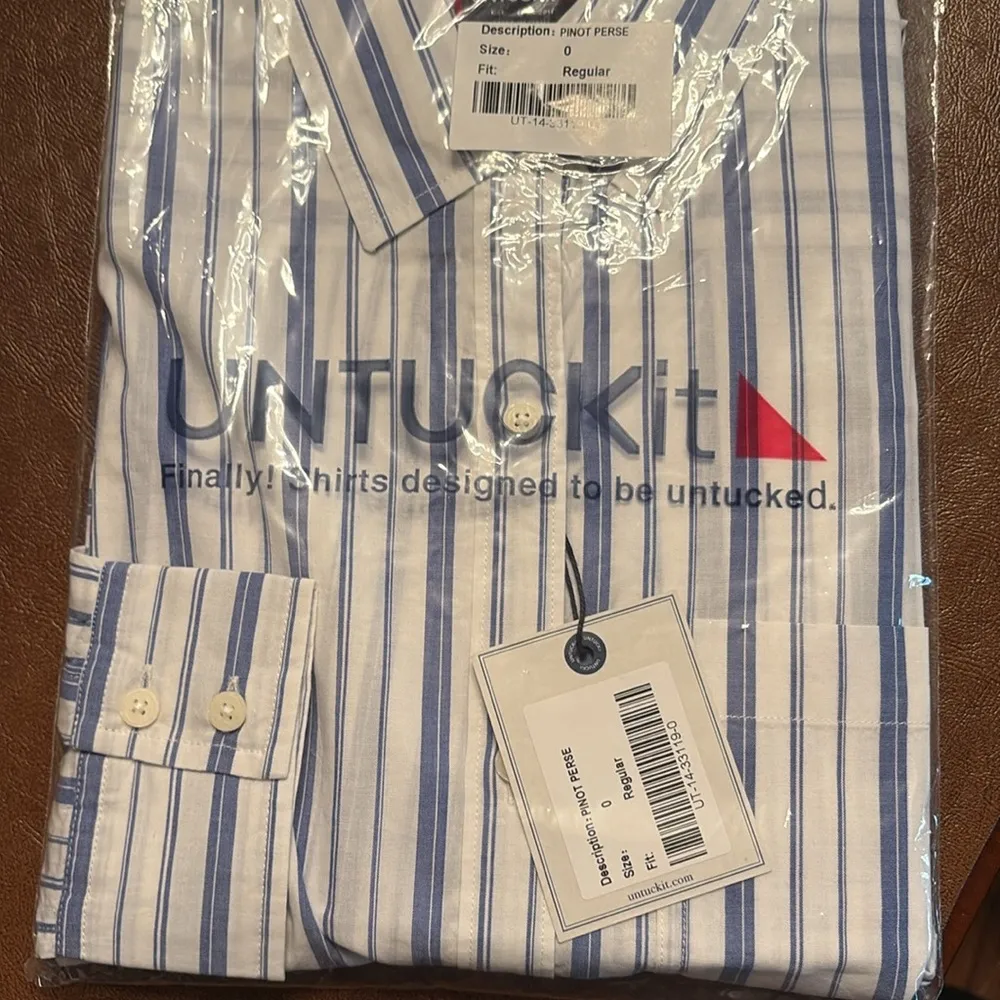 Description: PINOT PERSE
Size: 0
Fit: Regular
UNTUCKit
Finally! Shirts designed to be untucked.
Description: PINOT PERSE
Size: 0
Fit: Regular
UT-14-33119-0
untuckit.com